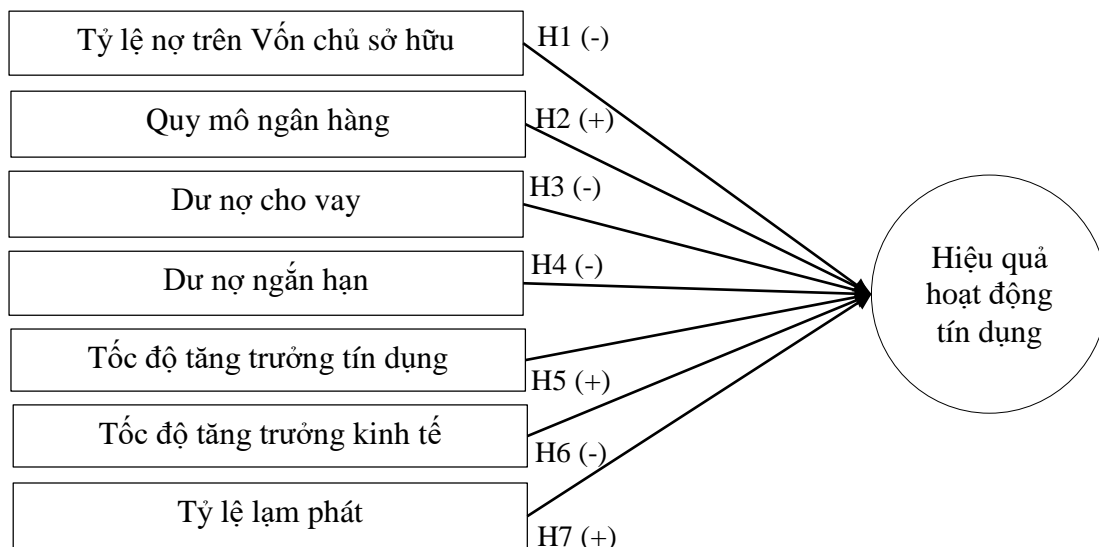 Tỷ lệ nợ trên Vốn chủ sở hữu
H1 (-)
Quy mô ngân hàng
H2 (+)
Dư nợ cho vay
H3 (-)
Dư nợ ngắn hạn
H4 (-)
Tốc độ tăng trưởng tín dụng
H5 (+)
Tốc độ tăng trưởng kinh tế
H6 (-)
Tỷ lệ lạm phát
H7 (+)
Hiệu quả
hoạt động
tín dụng